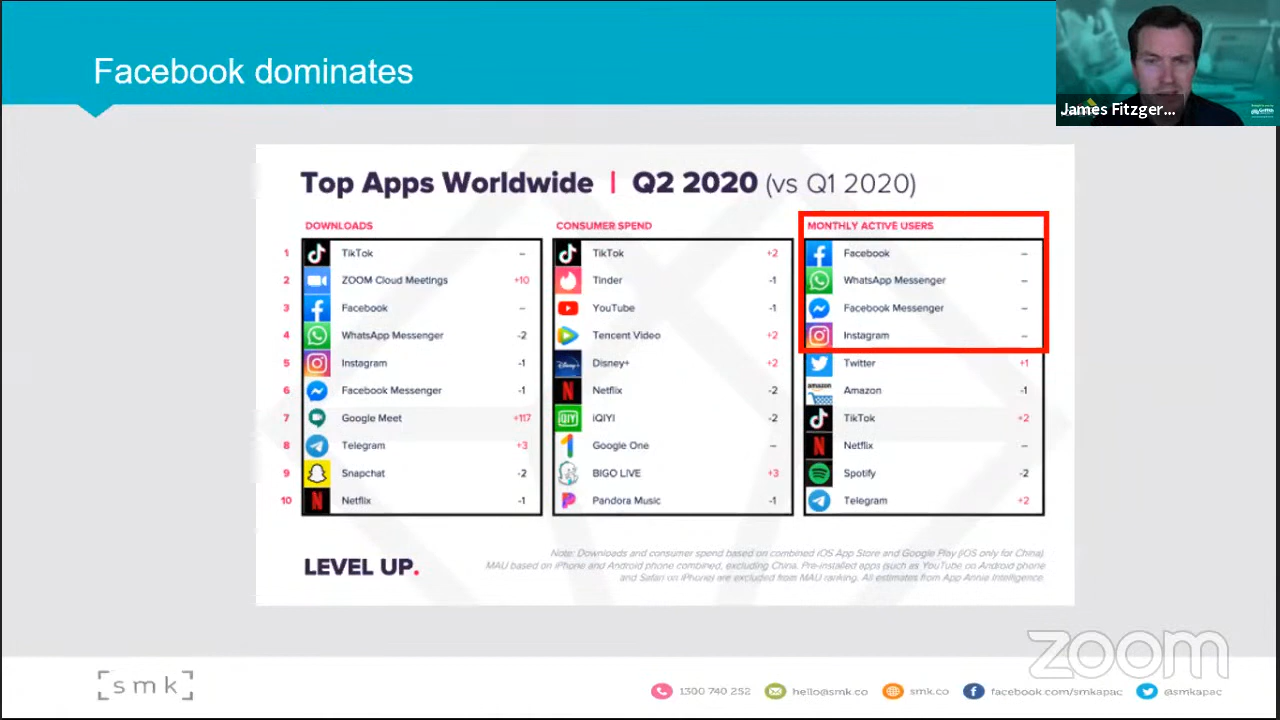 Facebook dominates
James Fitzger...
Top Apps Worldwide | Q2 2020 (vs Q1 2020)
DOWNLOADS
1 TikTok –
2 ZOOM Cloud Meetings +10
3 Facebook –
4 WhatsApp Messenger -2
5 Instagram -1
6 Facebook Messenger -1
7 Google Meet +117
8 Telegram +3
9 Snapchat -2
10 Netflix -1
CONSUMER SPEND
TikTok +2
Tinder -1
YouTube -1
Tencent Video +2
Disney+ +2
Netflix -2
iQIYI -2
Google One –
BIGO LIVE +3
Pandora Music -1
MONTHLY ACTIVE USERS
Facebook –
WhatsApp Messenger –
Facebook Messenger –
Instagram –
Twitter +1
amazon Amazon -1
TikTok +2
Netflix –
Spotify -2
Telegram +2
LEVEL UP.
Note: Downloads and consumer spend based on combined iOS App Store and Google Play (iOS only for China).
MAU based on iPhone and Android phone combined, excluding China. Pre-installed apps (such as YouTube on Android phone
and Safari on iPhone) are excluded from MAU ranking. All estimates from App Annie Intelligence.
zoom
[smk]
1300 740 252
hello@smk.co
smk.co
facebook.com/smkapac
@smkapac